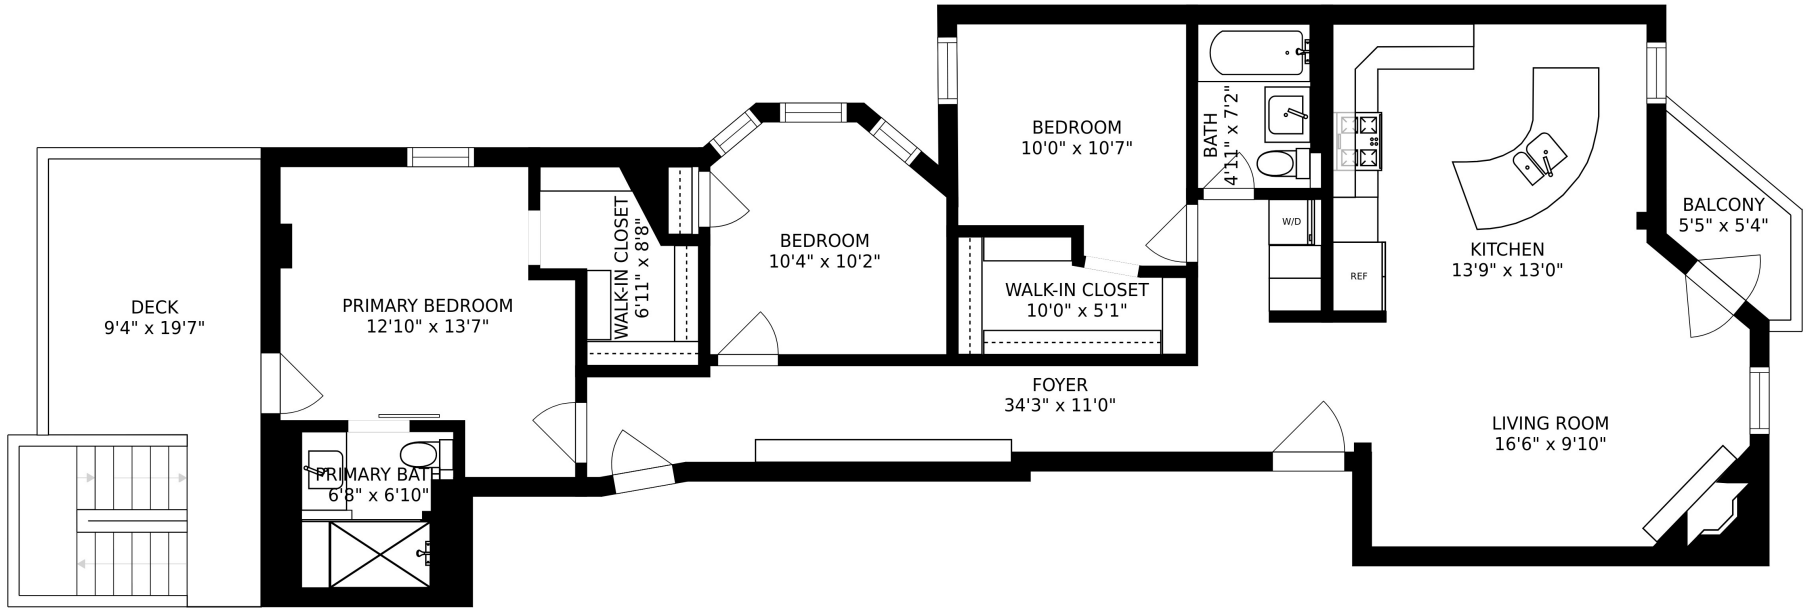 DECK
9'4" x 19'7"
PRIMARY BEDROOM
12'10" x 13'7"
PRIMARY BATH
6'8" x 6'10"
WALK-IN CLOSET
6'11" x 8'8"
BEDROOM
10'4" x 10'2"
BEDROOM
10'0" x 10'7"
WALK-IN CLOSET
10'0" x 5'1"
BATH
4'11" x 7'2"
W/D
REF
FOYER
34'3" x 11'0"
KITCHEN
13'9" x 13'0"
LIVING ROOM
16'6" x 9'10"
BALCONY
5'5" x 5'4"